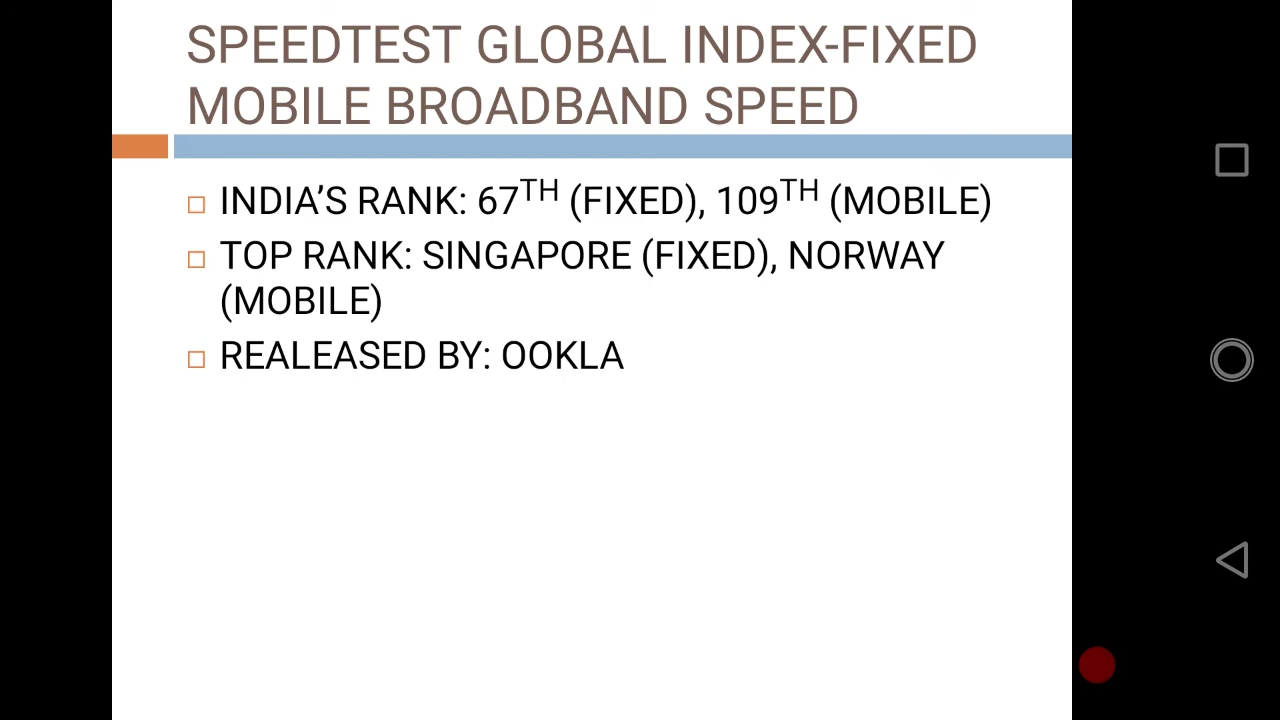 SPEEDTEST GLOBAL INDEX-FIXED
MOBILE BROADBAND SPEED
INDIA’S RANK: 67TH (FIXED), 109TH (MOBILE)
TOP RANK: SINGAPORE (FIXED), NORWAY
(MOBILE)
REALEASED BY: OOKLA